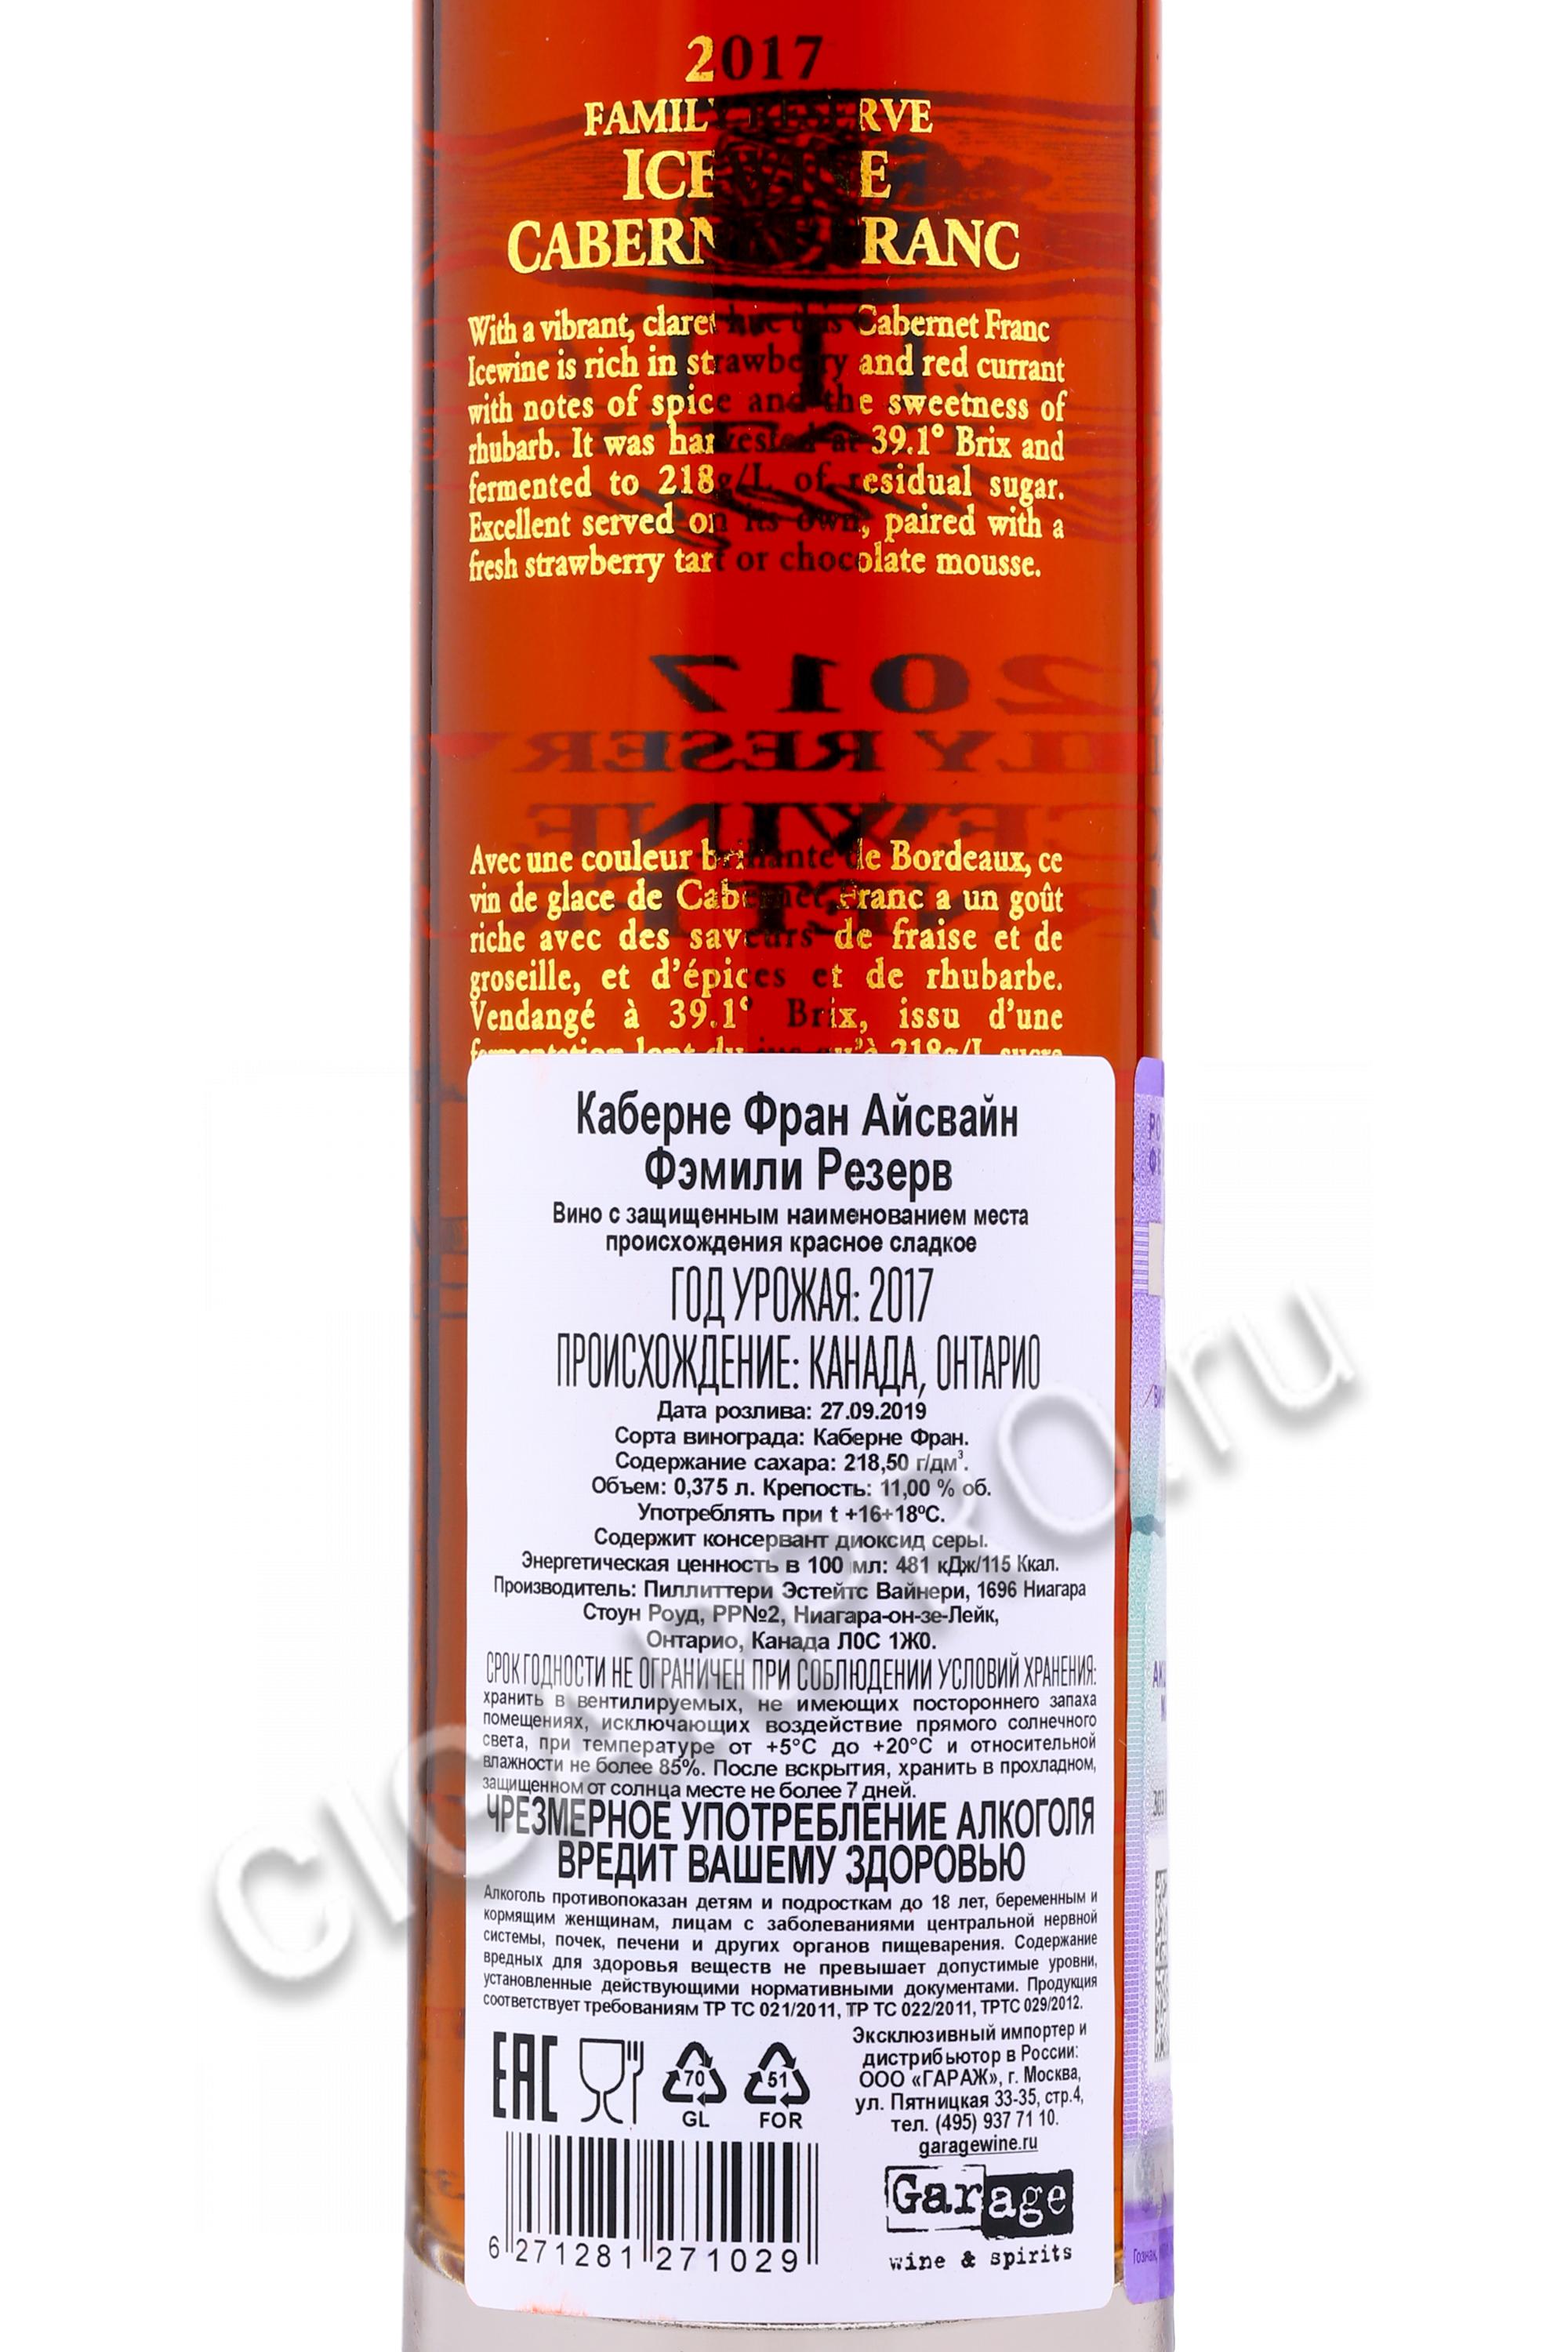 2017
FAMILY RESERVE
ICEWINE
CABERNET FRANC
With a vibrant, claret hue this Cabernet Franc
Icewine is rich in strawberry and red currant
with notes of spice and the sweetness of
rhubarb. It was harvested at 39.1° Brix and
fermented to 218g/L of residual sugar.
Excellent served on its own, paired with a
fresh strawberry tart or chocolate mousse.
2017
ILY RESER
EWINE
Avec une couleur brillante de Bordeaux, ce
vin de glace de Cabernet Franc a un goût
riche avec des saveurs de fraise et de
groseille, et d'épices et de rhubarbe.
Vendangé à 39.1° Brix, issu d'une
Каберне Фран Айсвайн
Фэмили Резерв
Вино с защищенным наименованием места
происхождения красное сладкое
ГОД УРОЖАЯ: 2017
ПРОИСХОЖДЕНИЕ: КАНАДА, ОНТАРИО
Дата розлива: 27.09.2019
Сорта винограда: Каберне Фран.
Содержание сахара: 218,50 г/дм³.
Объем: 0,375 л. Крепость: 11,00 % об.
Употреблять при t +16+18ºС.
Содержит консервант диоксид серы.
Энергетическая ценность в 100 мл: 481 кДж/115 Ккал.
Производитель: Пиллиттери Эстейтс Вайнери, 1696 Ниагара
Стоун Роуд, РР№2, Ниагара-он-зе-Лейк,
Онтарио, Канада Л0С 1Ж0.
СРОК ГОДНОСТИ НЕ ОГРАНИЧЕН ПРИ СОБЛЮДЕНИИ УСЛОВИЙ ХРАНЕНИЯ:
хранить в вентилируемых, не имеющих постороннего запаха
помещениях, исключающих воздействие прямого солнечного
света, при температуре от +5°С до +20°С и относительной
влажности не более 85%. После вскрытия, хранить в прохладном,
защищенном от солнца месте не более 7 дней.
ЧРЕЗМЕРНОЕ УПОТРЕБЛЕНИЕ АЛКОГОЛЯ
ВРЕДИТ ВАШЕМУ ЗДОРОВЬЮ
Алкоголь противопоказан детям и подросткам до 18 лет, беременным и
кормящим женщинам, лицам с заболеваниями центральной нервной
системы, почек, печени и других органов пищеварения. Содержание
вредных для здоровья веществ не превышает допустимые уровни,
установленные действующими нормативными документами. Продукция
соответствует требованиям ТР ТС 021/2011, ТР ТС 022/2011, ТРТС 029/2012.
EAC
70
GL
51
FOR
Эксклюзивный импортер и
дистрибьютор в России:
ООО «ГАРАЖ», г. Москва,
ул. Пятницкая 33-35, стр.4,
тел. (495) 937 71 10.
garagewine.ru
Garage
wine & spirits
6 271281 271029
CIGARPRO.ru